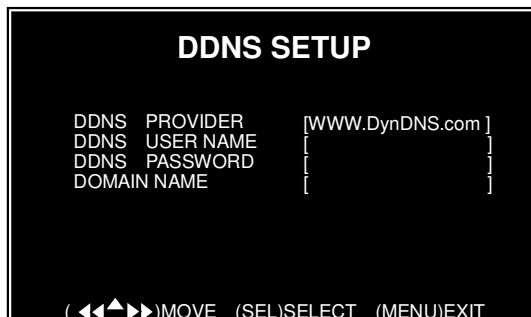 DDNS SETUP
DDNS PROVIDER [WWW.DynDNS.com ]
DDNS USER NAME [ ]
DDNS PASSWORD [ ]
DOMAIN NAME [ ]
( ◀◀▲▶▶)MOVE (SEL)SELECT (MENU)EXIT